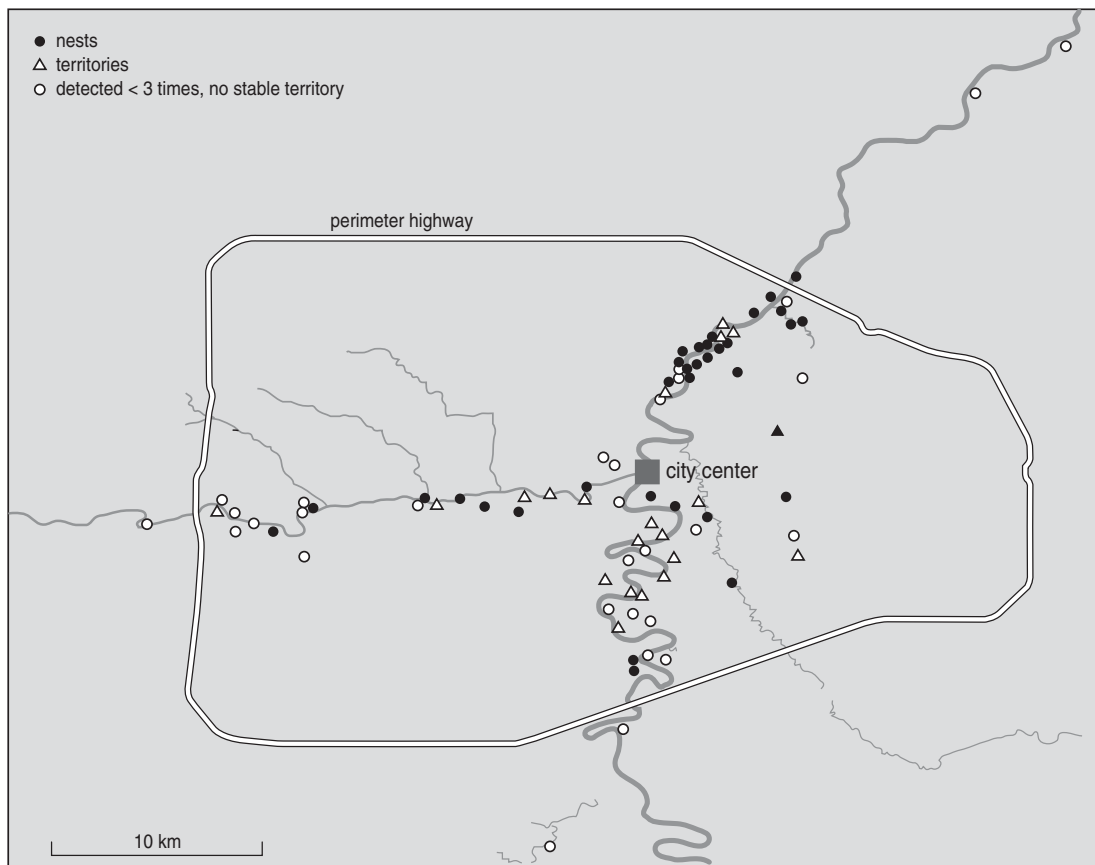 nests
territories
detected < 3 times, no stable territory
perimeter highway
city center
10 km